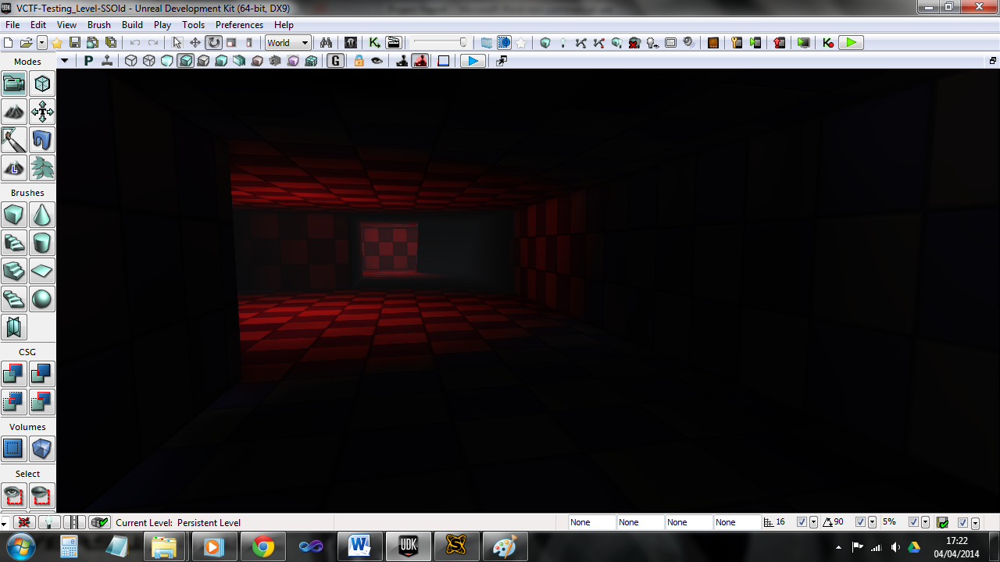 VCTF-Testing_Level-SSOld - Unreal Development Kit (64-bit, DX9)
File Edit View Brush Build Play Tools Preferences Help
World
Modes
P
G
L
Brushes
CSG
Volumes
Select
Current Level: Persistent Level
None None None None 16 90 5%
UDK
17:22
04/04/2014